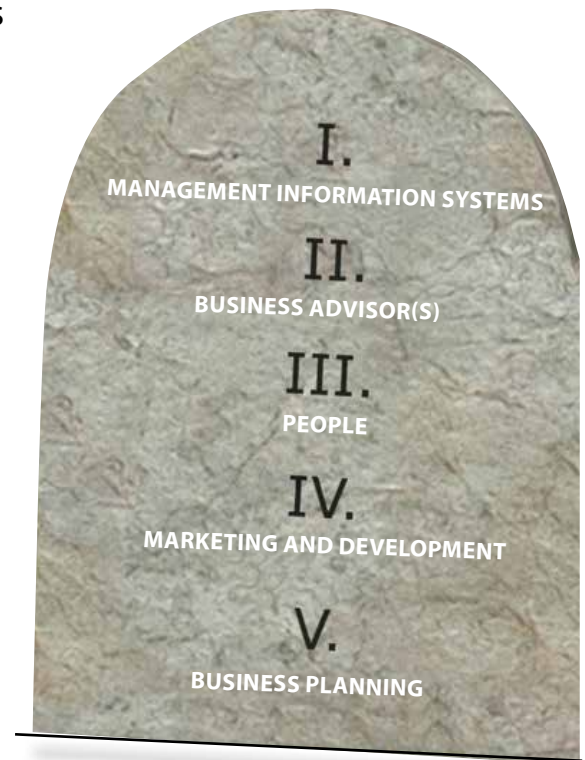 I.
MANAGEMENT INFORMATION SYSTEMS
II.
BUSINESS ADVISOR(S)
III.
PEOPLE
IV.
MARKETING AND DEVELOPMENT
V.
BUSINESS PLANNING